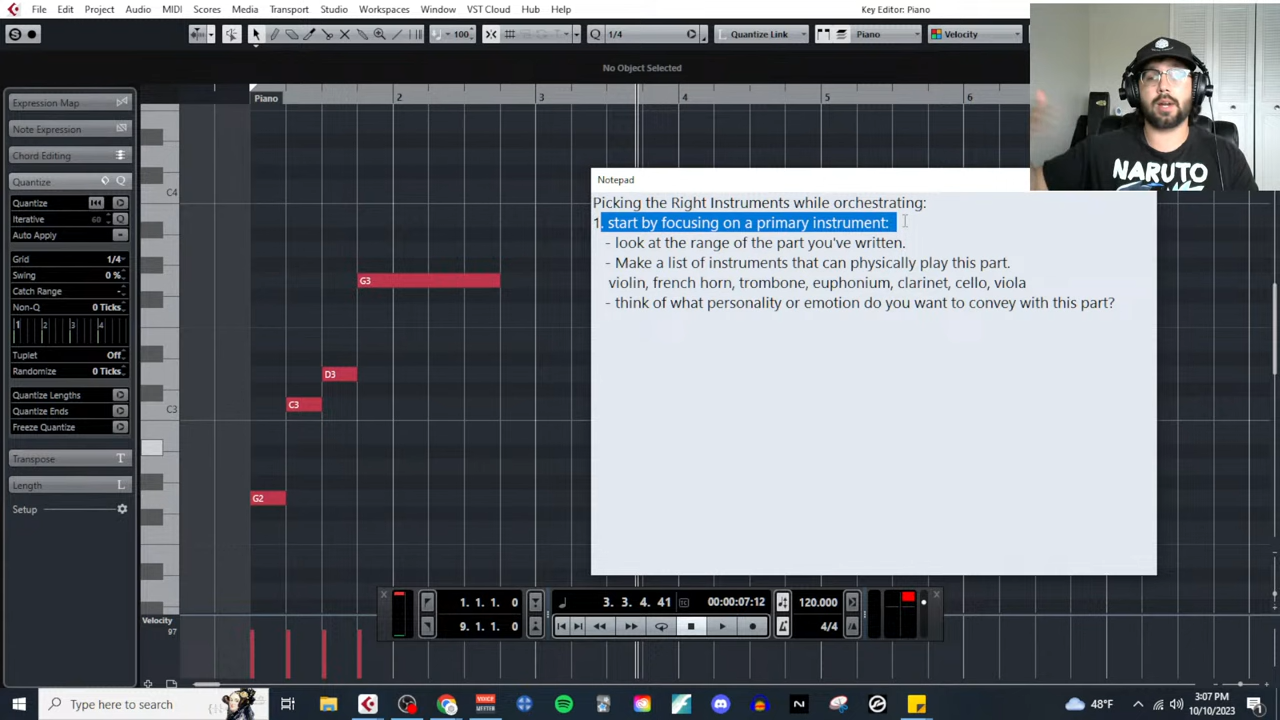 File Edit Project Audio MIDI Scores Media Transport Studio Workspaces Window VST Cloud Hub Help Key Editor: Piano
S 100 Q 1/4 Quantize Link Piano Velocity
No Object Selected
Piano 2 3 4 5 6
Expression Map
Note Expression
Chord Editing
Quantize Q
Quantize
Iterative 60 Q
Auto Apply
Grid 1/4
Swing 0 %
Catch Range -
Non-Q 0 Ticks
1 2 3 4
Tuplet Off
Randomize 0 Ticks
Quantize Lengths
Quantize Ends
Freeze Quantize
Transpose T
Length L
Setup
C4
C3
G3
D3
C3
G2
Notepad
Picking the Right Instruments while orchestrating:
1. start by focusing on a primary instrument:
- look at the range of the part you've written.
- Make a list of instruments that can physically play this part.
violin, french horn, trombone, euphonium, clarinet, cello, viola
- think of what personality or emotion do you want to convey with this part?
NARUTO
1. 1. 1. 0 3. 3. 4. 41 00:00:07:12 120.000
9. 1. 1. 0 4/4
Velocity
97
Type here to search
48°F
3:07 PM
10/10/2023